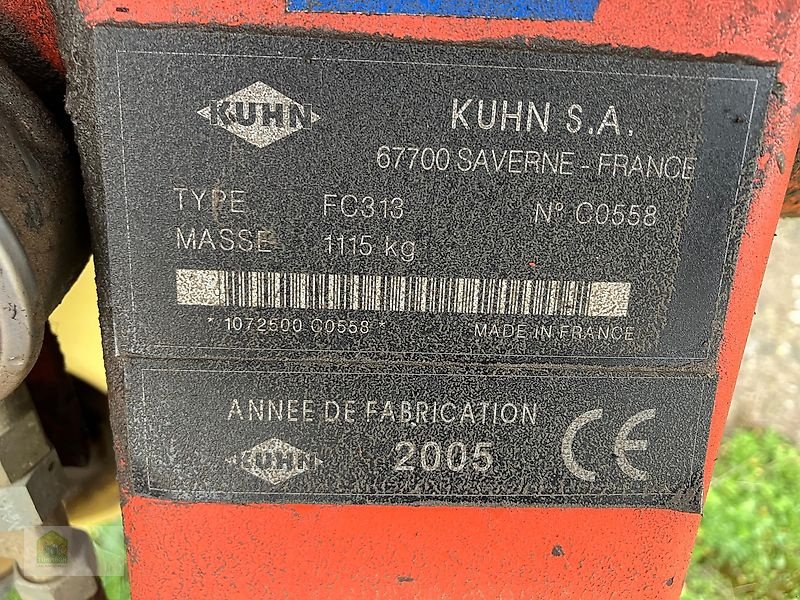 KUHN
KUHN S.A.
67700 SAVERNE - FRANCE
TYPE FC313 N° C0558
MASSE 1115 kg
* 1072500 C0558 * MADE IN FRANCE
ANNEE DE FABRICATION
KUHN 2005 CE